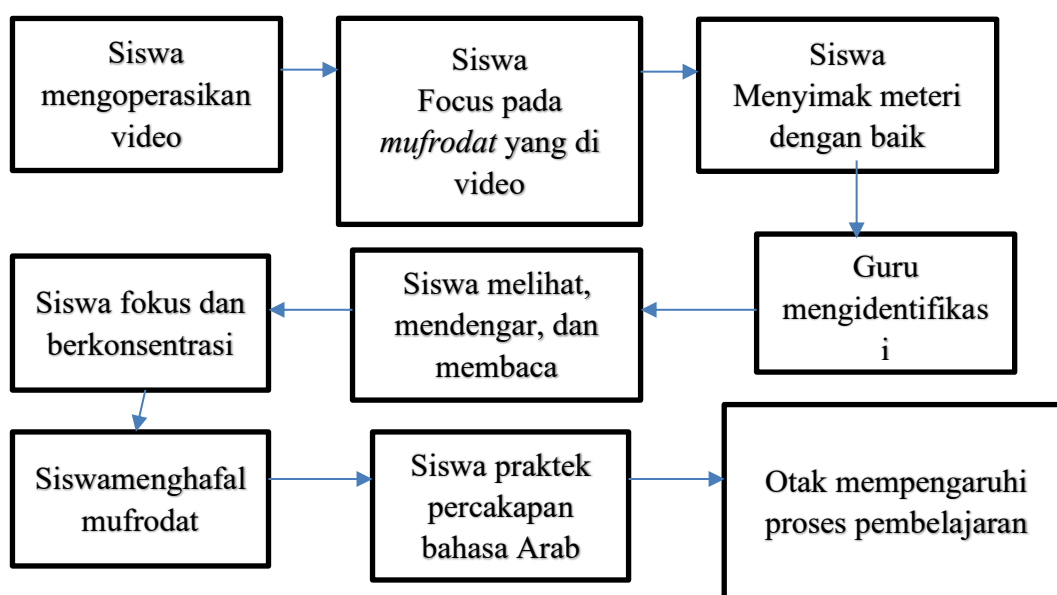 Siswa
mengoperasikan
video
Siswa
Focus pada
mufrodat yang di
video
Siswa
Menyimak meteri
dengan baik
Guru
mengidentifikas
i
Siswa melihat,
mendengar, dan
membaca
Siswa fokus dan
berkonsentrasi
Siswamenghafal
mufrodat
Siswa praktek
percakapan
bahasa Arab
Otak mempengaruhi
proses pembelajaran